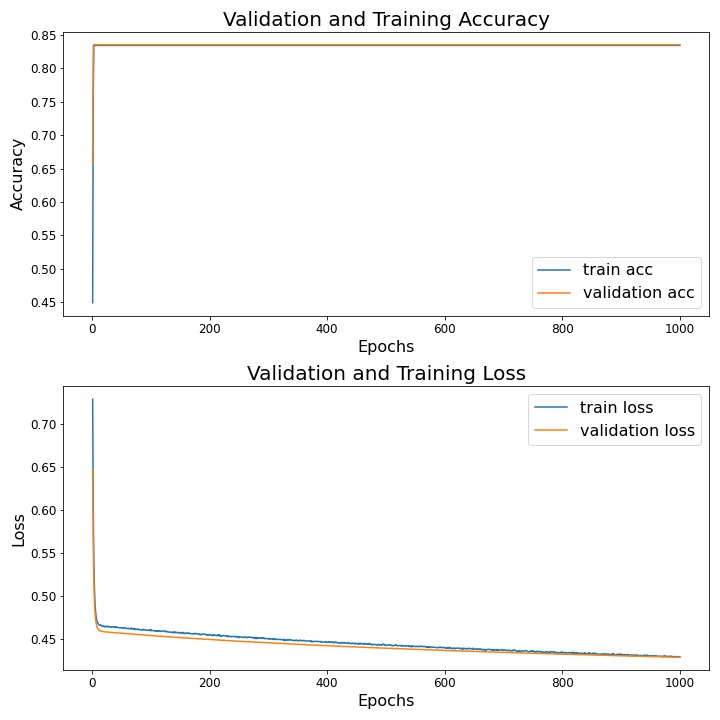 Validation and Training Accuracy
0.85
0.80
0.75
0.70
0.65
0.60
0.55
0.50
0.45
Accuracy
train acc
validation acc
0 200 400 600 800 1000
Epochs
Validation and Training Loss
0.70
0.65
0.60
0.55
0.50
0.45
Loss
train loss
validation loss
0 200 400 600 800 1000
Epochs